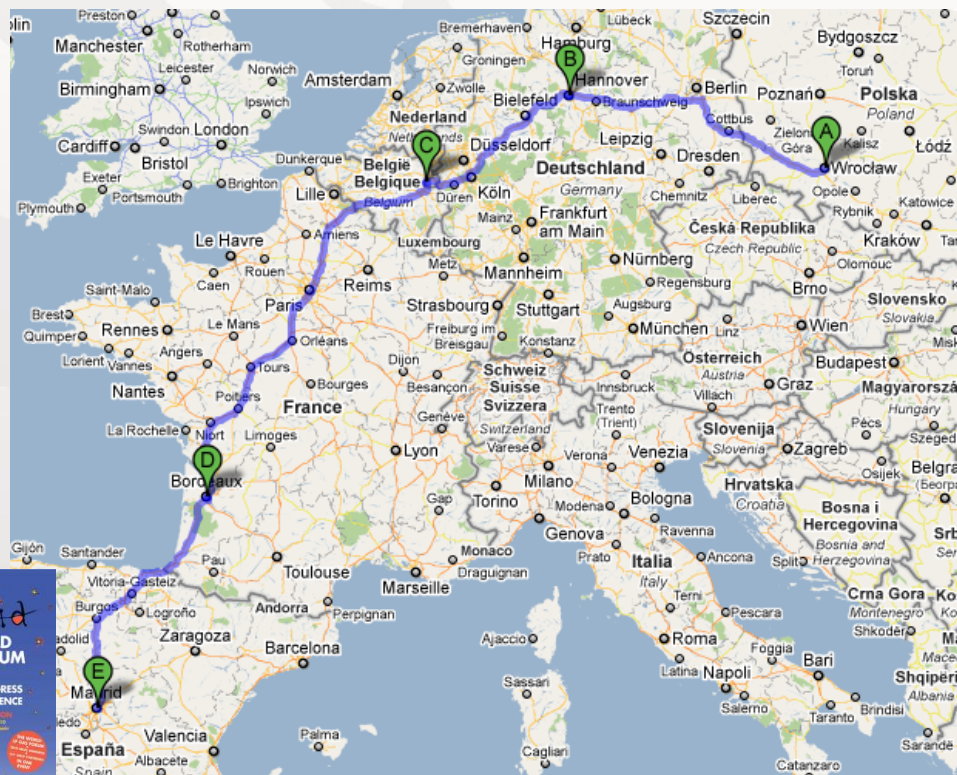 Preston
Manchester
Rotherham
Leicester
Birmingham
Norwich
Ipswich
Swindon
London
Cardiff
Bristol
Exeter
Portsmouth
Brighton
Plymouth
Bremerhaven
Lübeck
Szczecin
Hamburg
Groningen
Bydgoszcz
Toruń
Amsterdam
Zwolle
B
Hannover
Berlin
Poznań
Polska
Poland
Bielefeld
Braunschweig
Nederland
Netherlands
Cottbus
Zielona
Góra
A
Kalisz
Łódź
C
Düsseldorf
Leipzig
Dresden
Wrocław
Dunkerque
België
Belgique
Belgium
Deutschland
Germany
Lille
Köln
Düren
Chemnitz
Liberec
Opole
Rybnik
Katowice
Mainz
Frankfurt
am Main
Česká Republika
Czech Republic
Kraków
Amiens
Luxembourg
Le Havre
Rouen
Caen
Metz
Mannheim
Nürnberg
Olomouc
Reims
Regensburg
Brno
Saint-Malo
Paris
Strasbourg
Stuttgart
Augsburg
Slovensko
Slovakia
Brest
Quimper
Rennes
Le Mans
Freiburg im
Breisgau
München
Linz
Wien
Lorient
Vannes
Angers
Orléans
Konstanz
Nantes
Tours
Dijon
Besançon
Schweiz
Suisse
Svizzera
Switzerland
Österreich
Austria
Budapest
Bourges
Innsbruck
Graz
Magyarorszá
Hungary
Poitiers
France
Genève
Villach
La Rochelle
Niort
Limoges
Trento
(Trient)
Slovenija
Slovenia
Pécs
Szeged
D
Lyon
Varese
Verona
Venezia
Zagreb
Osijek
Bordeaux
Milano
Torino
Hrvatska
Croatia
Belgra
Gap
Modena
Bologna
Bosna i
Hercegovina
Bosnia and
Herzegovina
Genova
Ravenna
Gijón
Santander
Pau
Toulouse
Monaco
Draguignan
Prato
Italia
Italy
Ancona
Split
Marseille
Vitoria-Gasteiz
Crna Gora
Montenegro
Burgos
Logroño
Andorra
Perpignan
Terni
Pescara
Shkodër
Zaragoza
Barcelona
Ajaccio
Roma
Latina
Foggia
Bari
Shqipëri
Albania
E
Madrid
Sassari
Napoli
Salerno
Taranto
Brindisi
España
Spain
Valencia
Albacete
Palma
Cagliari
Catanzaro
Sarandë